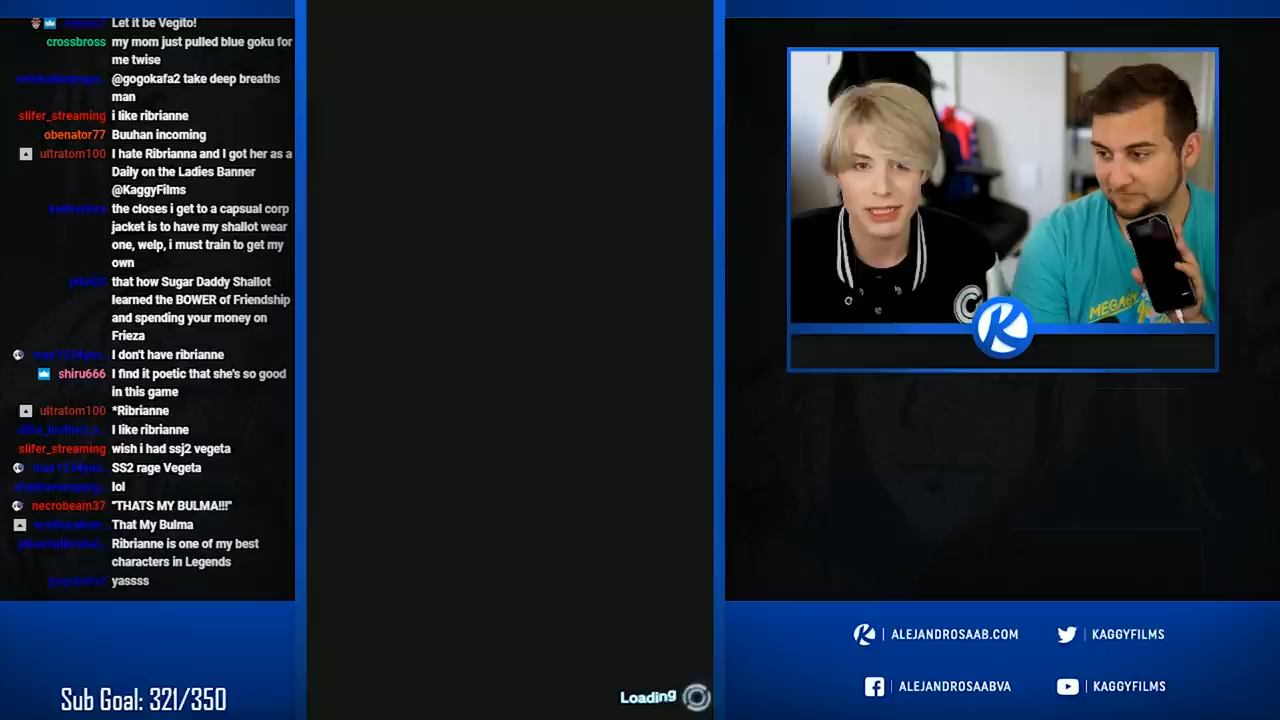 Let it be Vegito!
crossbross my mom just pulled blue goku for
me twise
@gogokafa2 take deep breaths
man
slifer_streaming i like ribrianne
obenator77 Buuhan incoming
ultratom100 I hate Ribrianna and I got her as a
Daily on the Ladies Banner
@KaggyFilms
the closes i get to a capsual corp
jacket is to have my shallot wear
one, welp, i must train to get my
own
that how Sugar Daddy Shallot
learned the BOWER of Friendship
and spending your money on
Frieza
I don't have ribrianne
shiru666 I find it poetic that she's so good
in this game
ultratom100 *Ribrianne
I like ribrianne
slifer_streaming wish i had ssj2 vegeta
SS2 rage Vegeta
lol
necrobeam37 "THATS MY BULMA!!!"
That My Bulma
Ribrianne is one of my best
characters in Legends
gogokafa2 yassss
Sub Goal: 321/350
Loading
MEGAGY
K
K | ALEJANDROSAAB.COM
| KAGGYFILMS
f | ALEJANDROSAABVA
| KAGGYFILMS